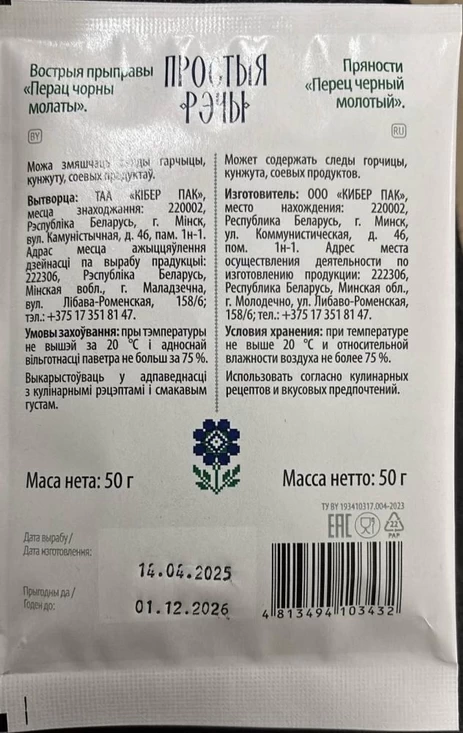 Вострыя прыправы
«Перац чорны
молаты».
ПРОСТЫЯ
РЭЧЫ
Пряности
«Перец черный
молотый».
BY
RU
Можа змяшчаць сляды гарчыцы,
кунжуту, соевых прадуктаў.
Вытворца: ТАА «КІБЕР ПАК»,
месца знаходжання: 220002,
Рэспубліка Беларусь, г. Мінск,
вул. Камуністычная, д. 46, пам. 1н-1.
Адрас месца ажыццяўлення
дзейнасці па вырабу прадукцыі:
222306, Рэспубліка Беларусь,
Мінская вобл., г. Маладзечна,
вул. Лібава-Роменская, 158/6;
тэл.: +375 17 351 81 47.
Умовы захоўвання: пры тэмпературы
не вышэй за 20 °С і адноснай
вільготнасці паветра не больш за 75 %.
Выкарыстоўваць у адпаведнасці
з кулінарнымі рэцэптамі і смакавым
густам.
Может содержать следы горчицы,
кунжута, соевых продуктов.
Изготовитель: ООО «КИБЕР ПАК»,
место нахождения: 220002,
Республика Беларусь, г. Минск,
ул. Коммунистическая, д. 46,
пом. 1н-1. Адрес места
осуществления деятельности по
изготовлению продукции: 222306,
Республика Беларусь, Минская обл.,
г. Молодечно, ул. Либаво-Роменская,
158/6; тел.: +375 17 351 81 47.
Условия хранения: при температуре
не выше 20 °С и относительной
влажности воздуха не более 75 %.
Использовать согласно кулинарных
рецептов и вкусовых предпочтений.
Маса нета: 50 г
Масса нетто: 50 г
ТУ BY 193410317.004-2023
ЕАС
22
PAP
Дата вырабу/
Дата изготовления:
14.04.2025
Прыгодны да/
Годен до:
01.12.2026
4 813494 103432